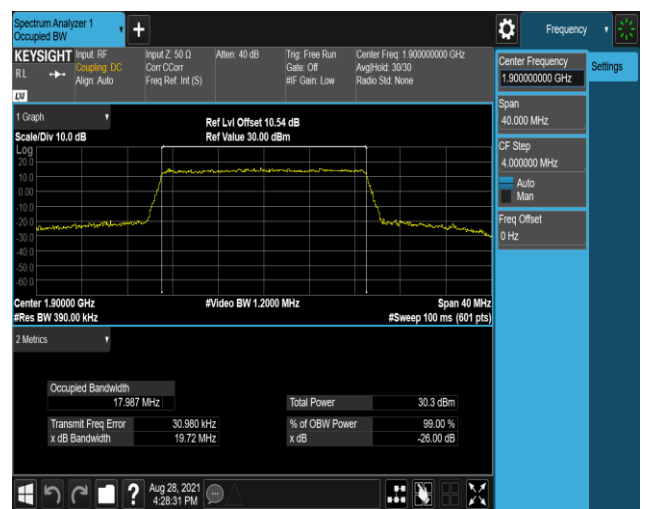 Spectrum Analyzer 1
Occupied BW
+
Frequency
KEYSIGHT
RL
LXI
Input: RF
Coupling: DC
Align: Auto
Input Z: 50 Ω
Corr CCorr
Freq Ref: Int (S)
Atten: 40 dB
Trig: Free Run
Gate: Off
#IF Gain: Low
Center Freq: 1.900000000 GHz
Avg|Hold: 30/30
Radio Std: None
Center Frequency
1.900000000 GHz
Settings
Span
40.000 MHz
CF Step
4.000000 MHz
Auto
Man
Freq Offset
0 Hz
1 Graph
Scale/Div 10.0 dB
Ref Lvl Offset 10.54 dB
Ref Value 30.00 dBm
Log
20.0
10.0
0.00
-10.0
-20.0
-30.0
-40.0
-50.0
-60.0
Center 1.90000 GHz
#Res BW 390.00 kHz
#Video BW 1.2000 MHz
Span 40 MHz
#Sweep 100 ms (601 pts)
2 Metrics
Occupied Bandwidth
17.987 MHz
Total Power 30.3 dBm
Transmit Freq Error 30.980 kHz
% of OBW Power 99.00 %
x dB Bandwidth 19.72 MHz
x dB -26.00 dB
?
Aug 28, 2021
4:28:31 PM